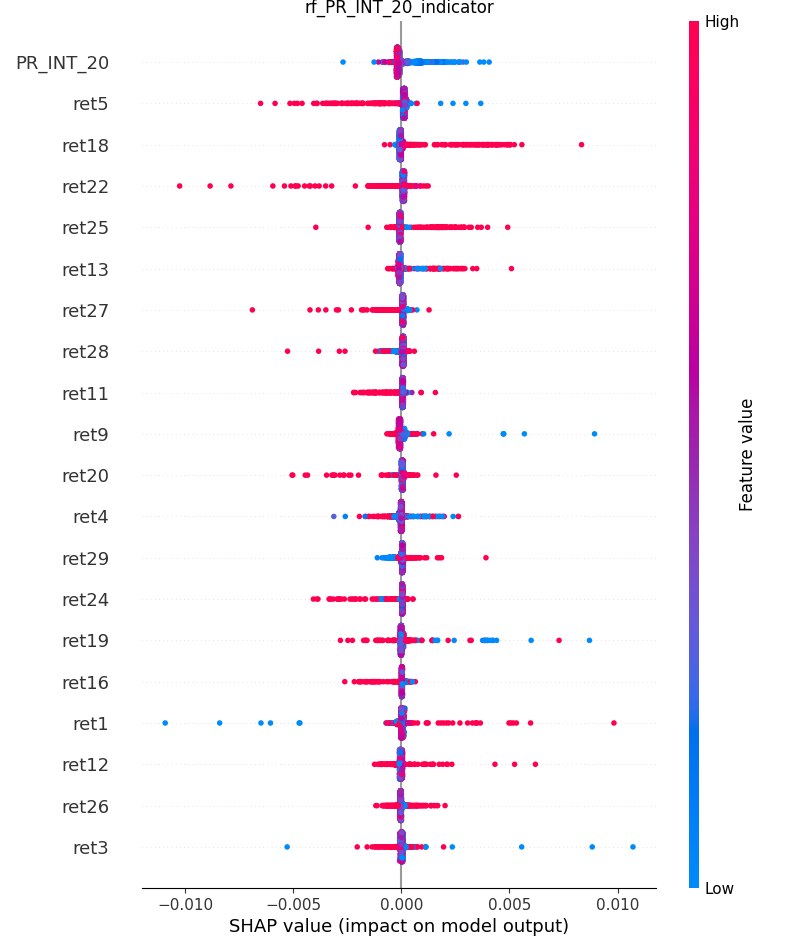 rf_PR_INT_20_indicator
High
PR_INT_20
ret5
ret18
ret22
ret25
ret13
ret27
ret28
ret11
ret9
ret20
ret4
ret29
ret24
ret19
ret16
ret1
ret12
ret26
ret3
Feature value
Low
−0.010 −0.005 0.000 0.005 0.010
SHAP value (impact on model output)